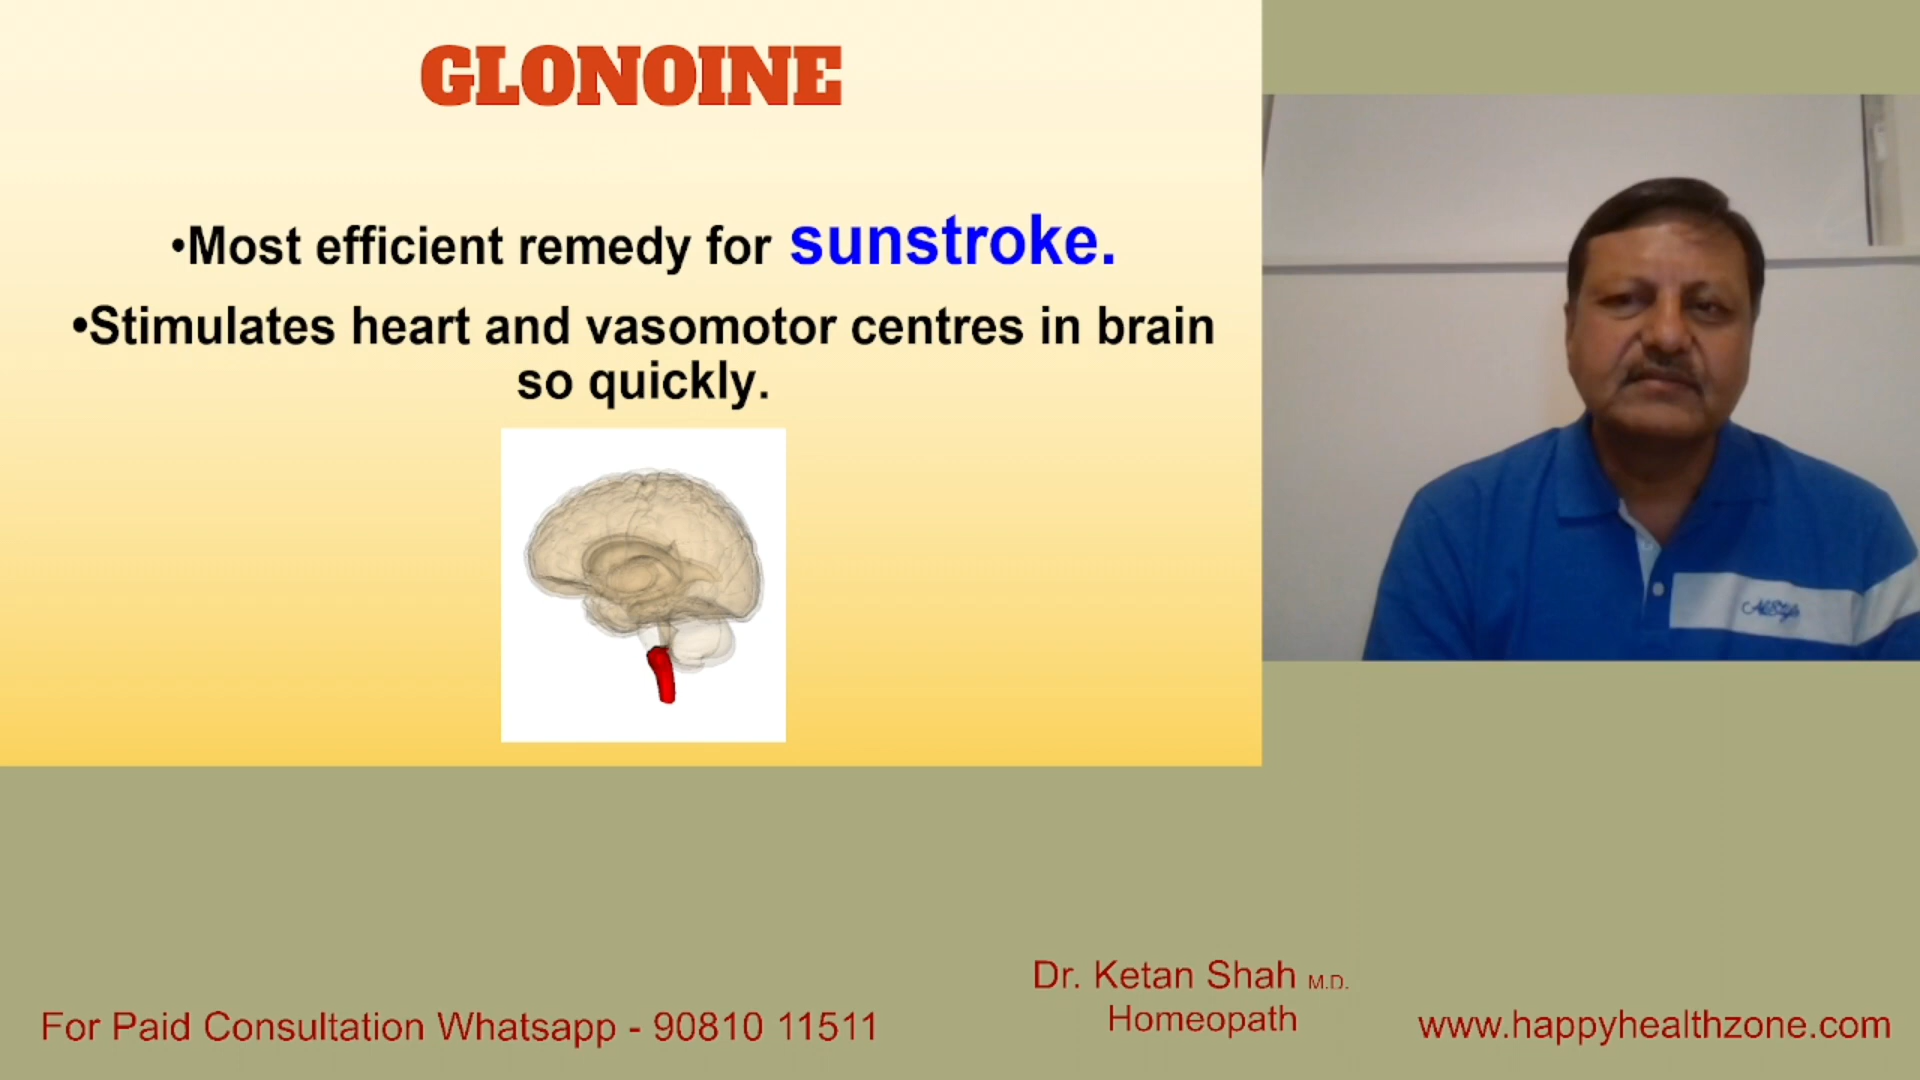 GLONOINE
•Most efficient remedy for sunstroke.
•Stimulates heart and vasomotor centres in brain
so quickly.
Dr. Ketan Shah M.D.
Homeopath
For Paid Consultation Whatsapp - 90810 11511
www.happyhealthzone.com